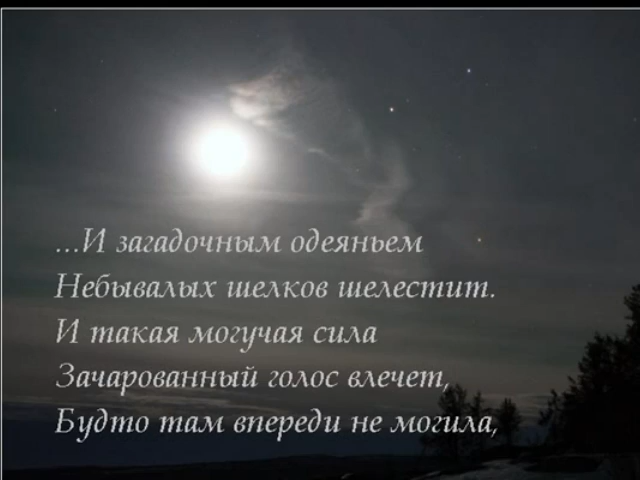 ...И загадочным одеяньем
Небывалых шелков шелестит.
И такая могучая сила
Зачарованный голос влечет,
Будто там впереди не могила,